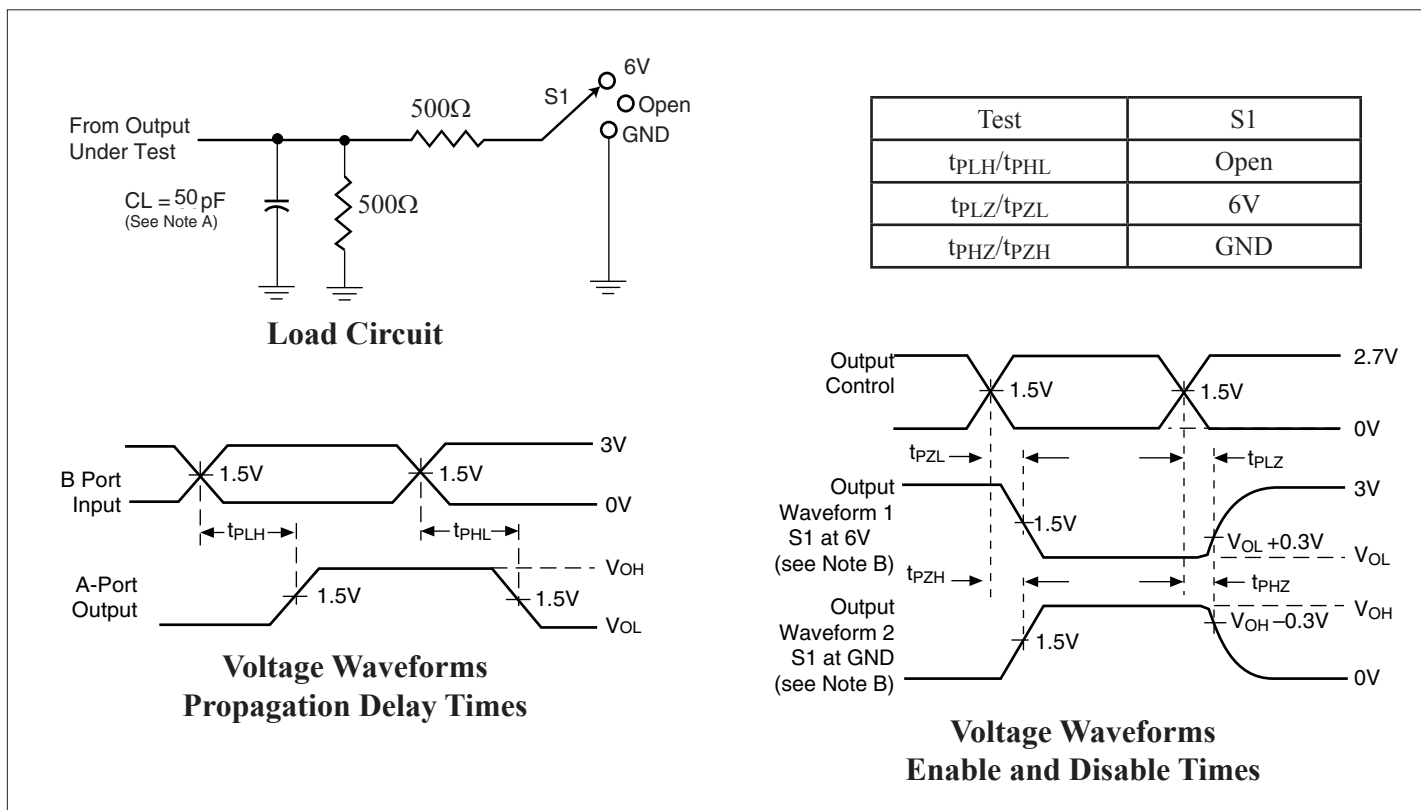 6V
S1
Open
GND
500Ω
From Output
Under Test
CL = 50 pF
(See Note A)
500Ω
Load Circuit
Test S1
tPLH/tPHL Open
tPLZ/tPZL 6V
tPHZ/tPZH GND
B Port
Input
1.5V
1.5V
3V
0V
tPLH
tPHL
A-Port
Output
1.5V
1.5V
VOH
VOL
Voltage Waveforms
Propagation Delay Times
Output
Control
1.5V
1.5V
2.7V
0V
tPZL
tPLZ
Output
Waveform 1
S1 at 6V
(see Note B)
1.5V
3V
VOL +0.3V
VOL
tPZH
tPHZ
Output
Waveform 2
S1 at GND
(see Note B)
1.5V
VOH
VOH –0.3V
0V
Voltage Waveforms
Enable and Disable Times